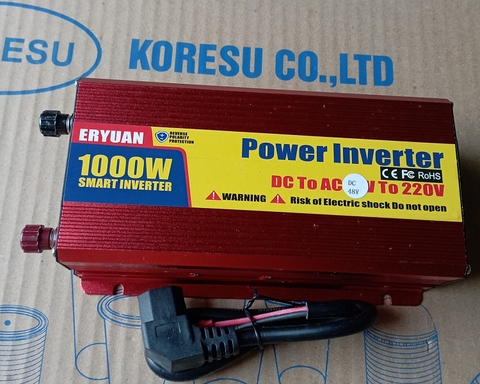 ESU
KORESU CO.,LTD
ERYUAN
REVERSE
POLARITY
PROTECTION
Power Inverter
1000W
SMART INVERTER
CE FC RoHS
DC To AC V To 220V
DC
48V
WARNING Risk of Electric shock Do not open